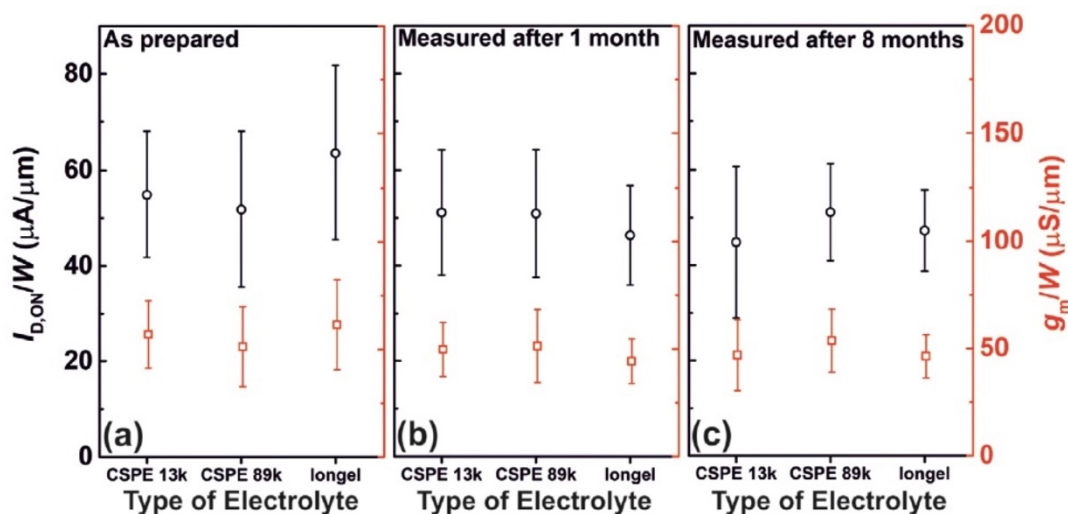 As prepared
Measured after 1 month
Measured after 8 months
I_D,ON/W (μA/μm)
80
60
40
20
0
200
150
100
50
0
g_m/W (μS/μm)
(a)
(b)
(c)
CSPE 13k CSPE 89k Iongel
CSPE 13k CSPE 89k Iongel
CSPE 13k CSPE 89k Iongel
Type of Electrolyte
Type of Electrolyte
Type of Electrolyte